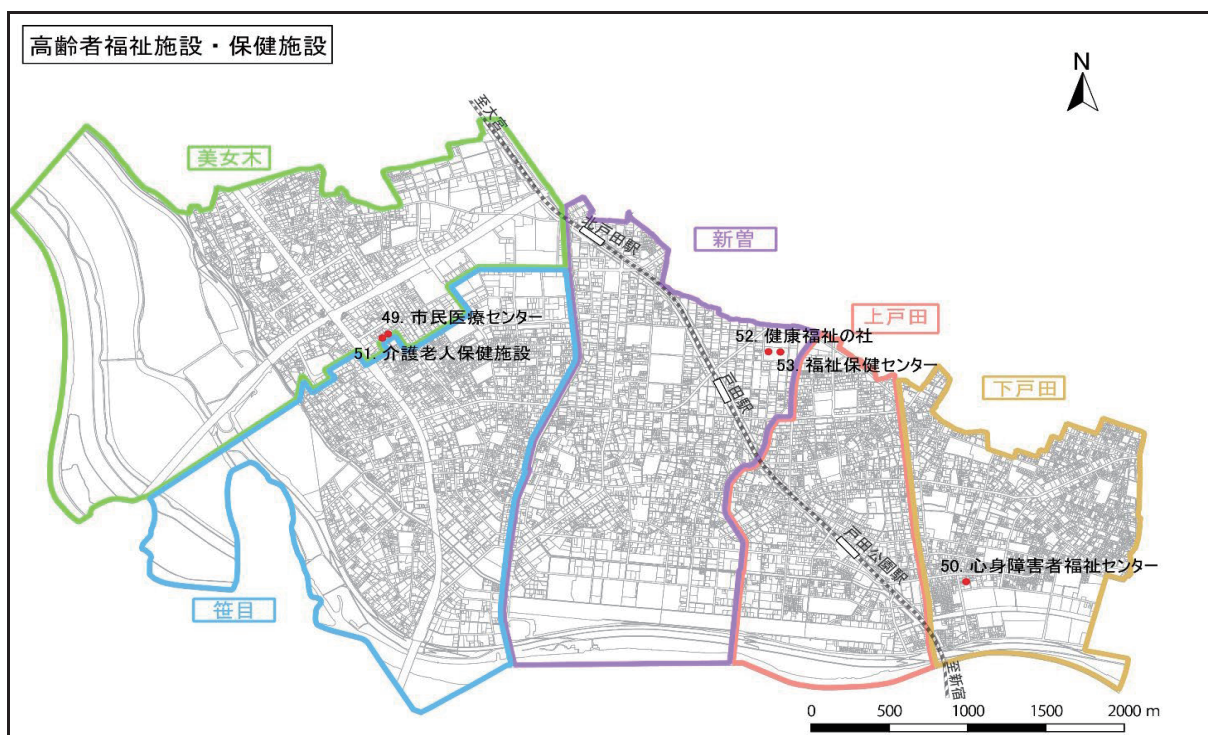 高齢者福祉施設・保健施設
N
至大宮
美女木
北戸田駅
新曽
49. 市民医療センター
51. 介護老人保健施設
52. 健康福祉の杜
53. 福祉保健センター
上戸田
戸田駅
下戸田
戸田公園駅
50. 心身障害者福祉センター
笹目
至新宿
0 500 1000 1500 2000 m